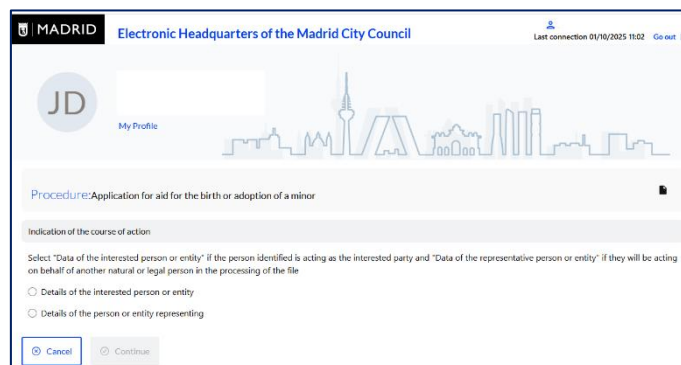 MADRID
Electronic Headquarters of the Madrid City Council
Last connection 01/10/2025 11:02 Go out
JD
My Profile
Procedure:Application for aid for the birth or adoption of a minor
Indication of the course of action
Select "Data of the interested person or entity" if the person identified is acting as the interested party and "Data of the representative person or entity" if they will be acting
on behalf of another natural or legal person in the processing of the file
Details of the interested person or entity
Details of the person or entity representing
Cancel
Continue